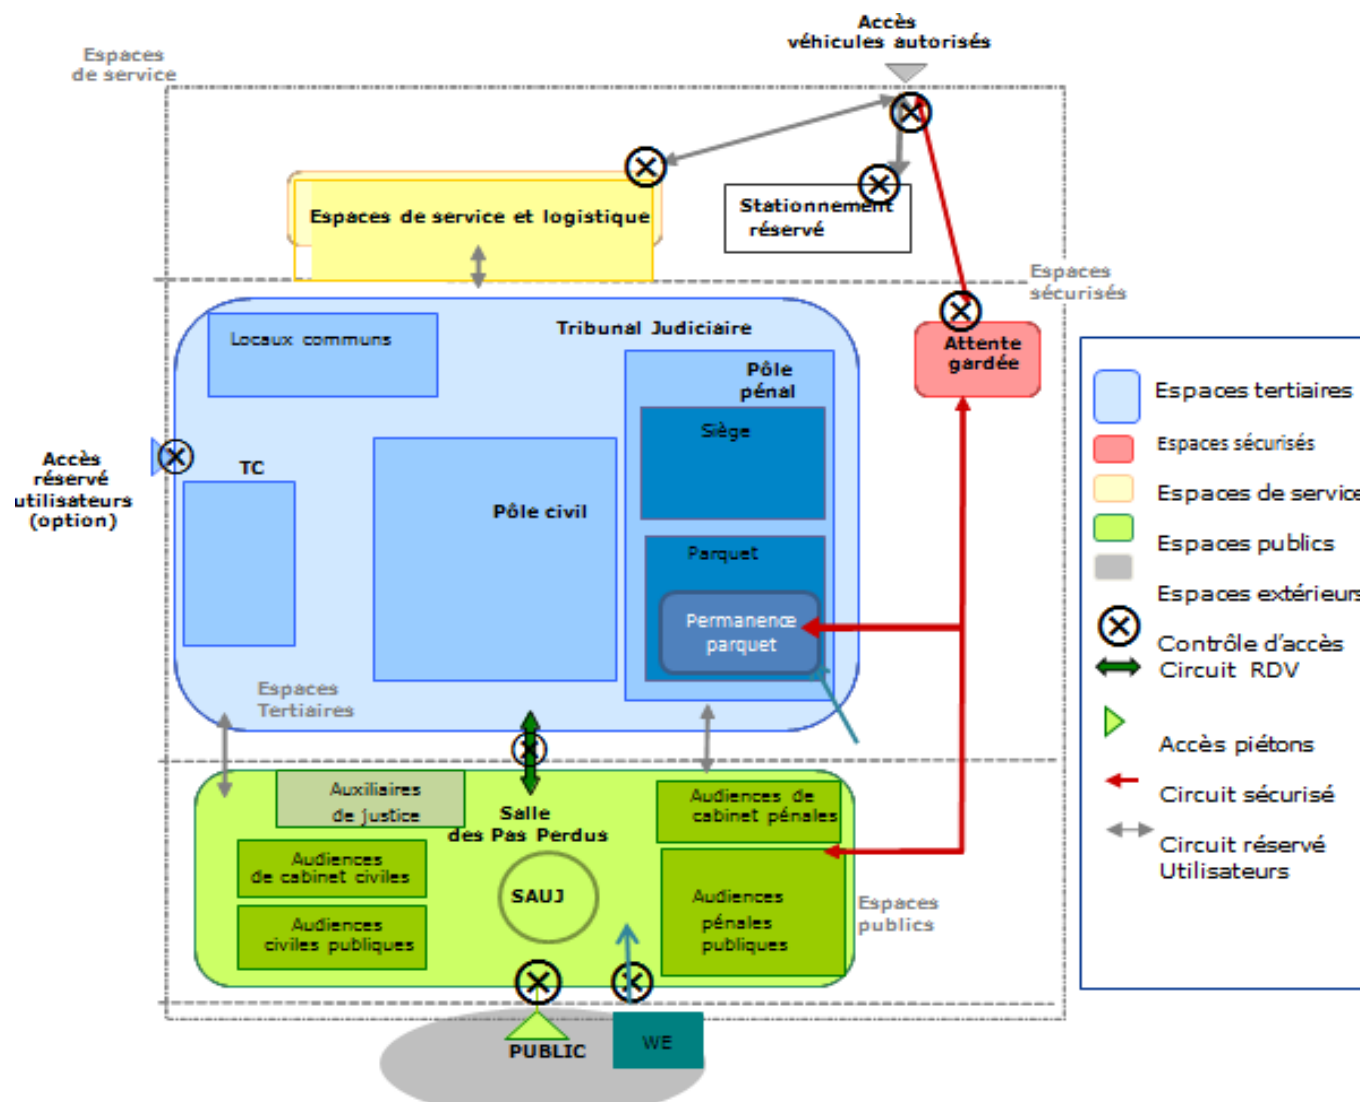 Accès
véhicules autorisés
Espaces
de service
Espaces de service et logistique
Stationnement
réservé
Espaces
sécurisés
Tribunal Judiciaire
Locaux communs
Attente
gardée
Pôle
pénal
Siège
Accès
réservé
utilisateurs
(option)
TC
Pôle civil
Parquet
Permanence
parquet
Espaces
Tertiaires
Auxiliaires
de justice
Salle
des Pas Perdus
Audiences de
cabinet pénales
Audiences
de cabinet civiles
SAUJ
Audiences
pénales
publiques
Espaces
publics
Audiences
civiles publiques
PUBLIC
WE
Espaces tertiaires
Espaces sécurisés
Espaces de service
Espaces publics
Espaces extérieurs
Contrôle d'accès
Circuit RDV
Accès piétons
Circuit sécurisé
Circuit réservé
Utilisateurs